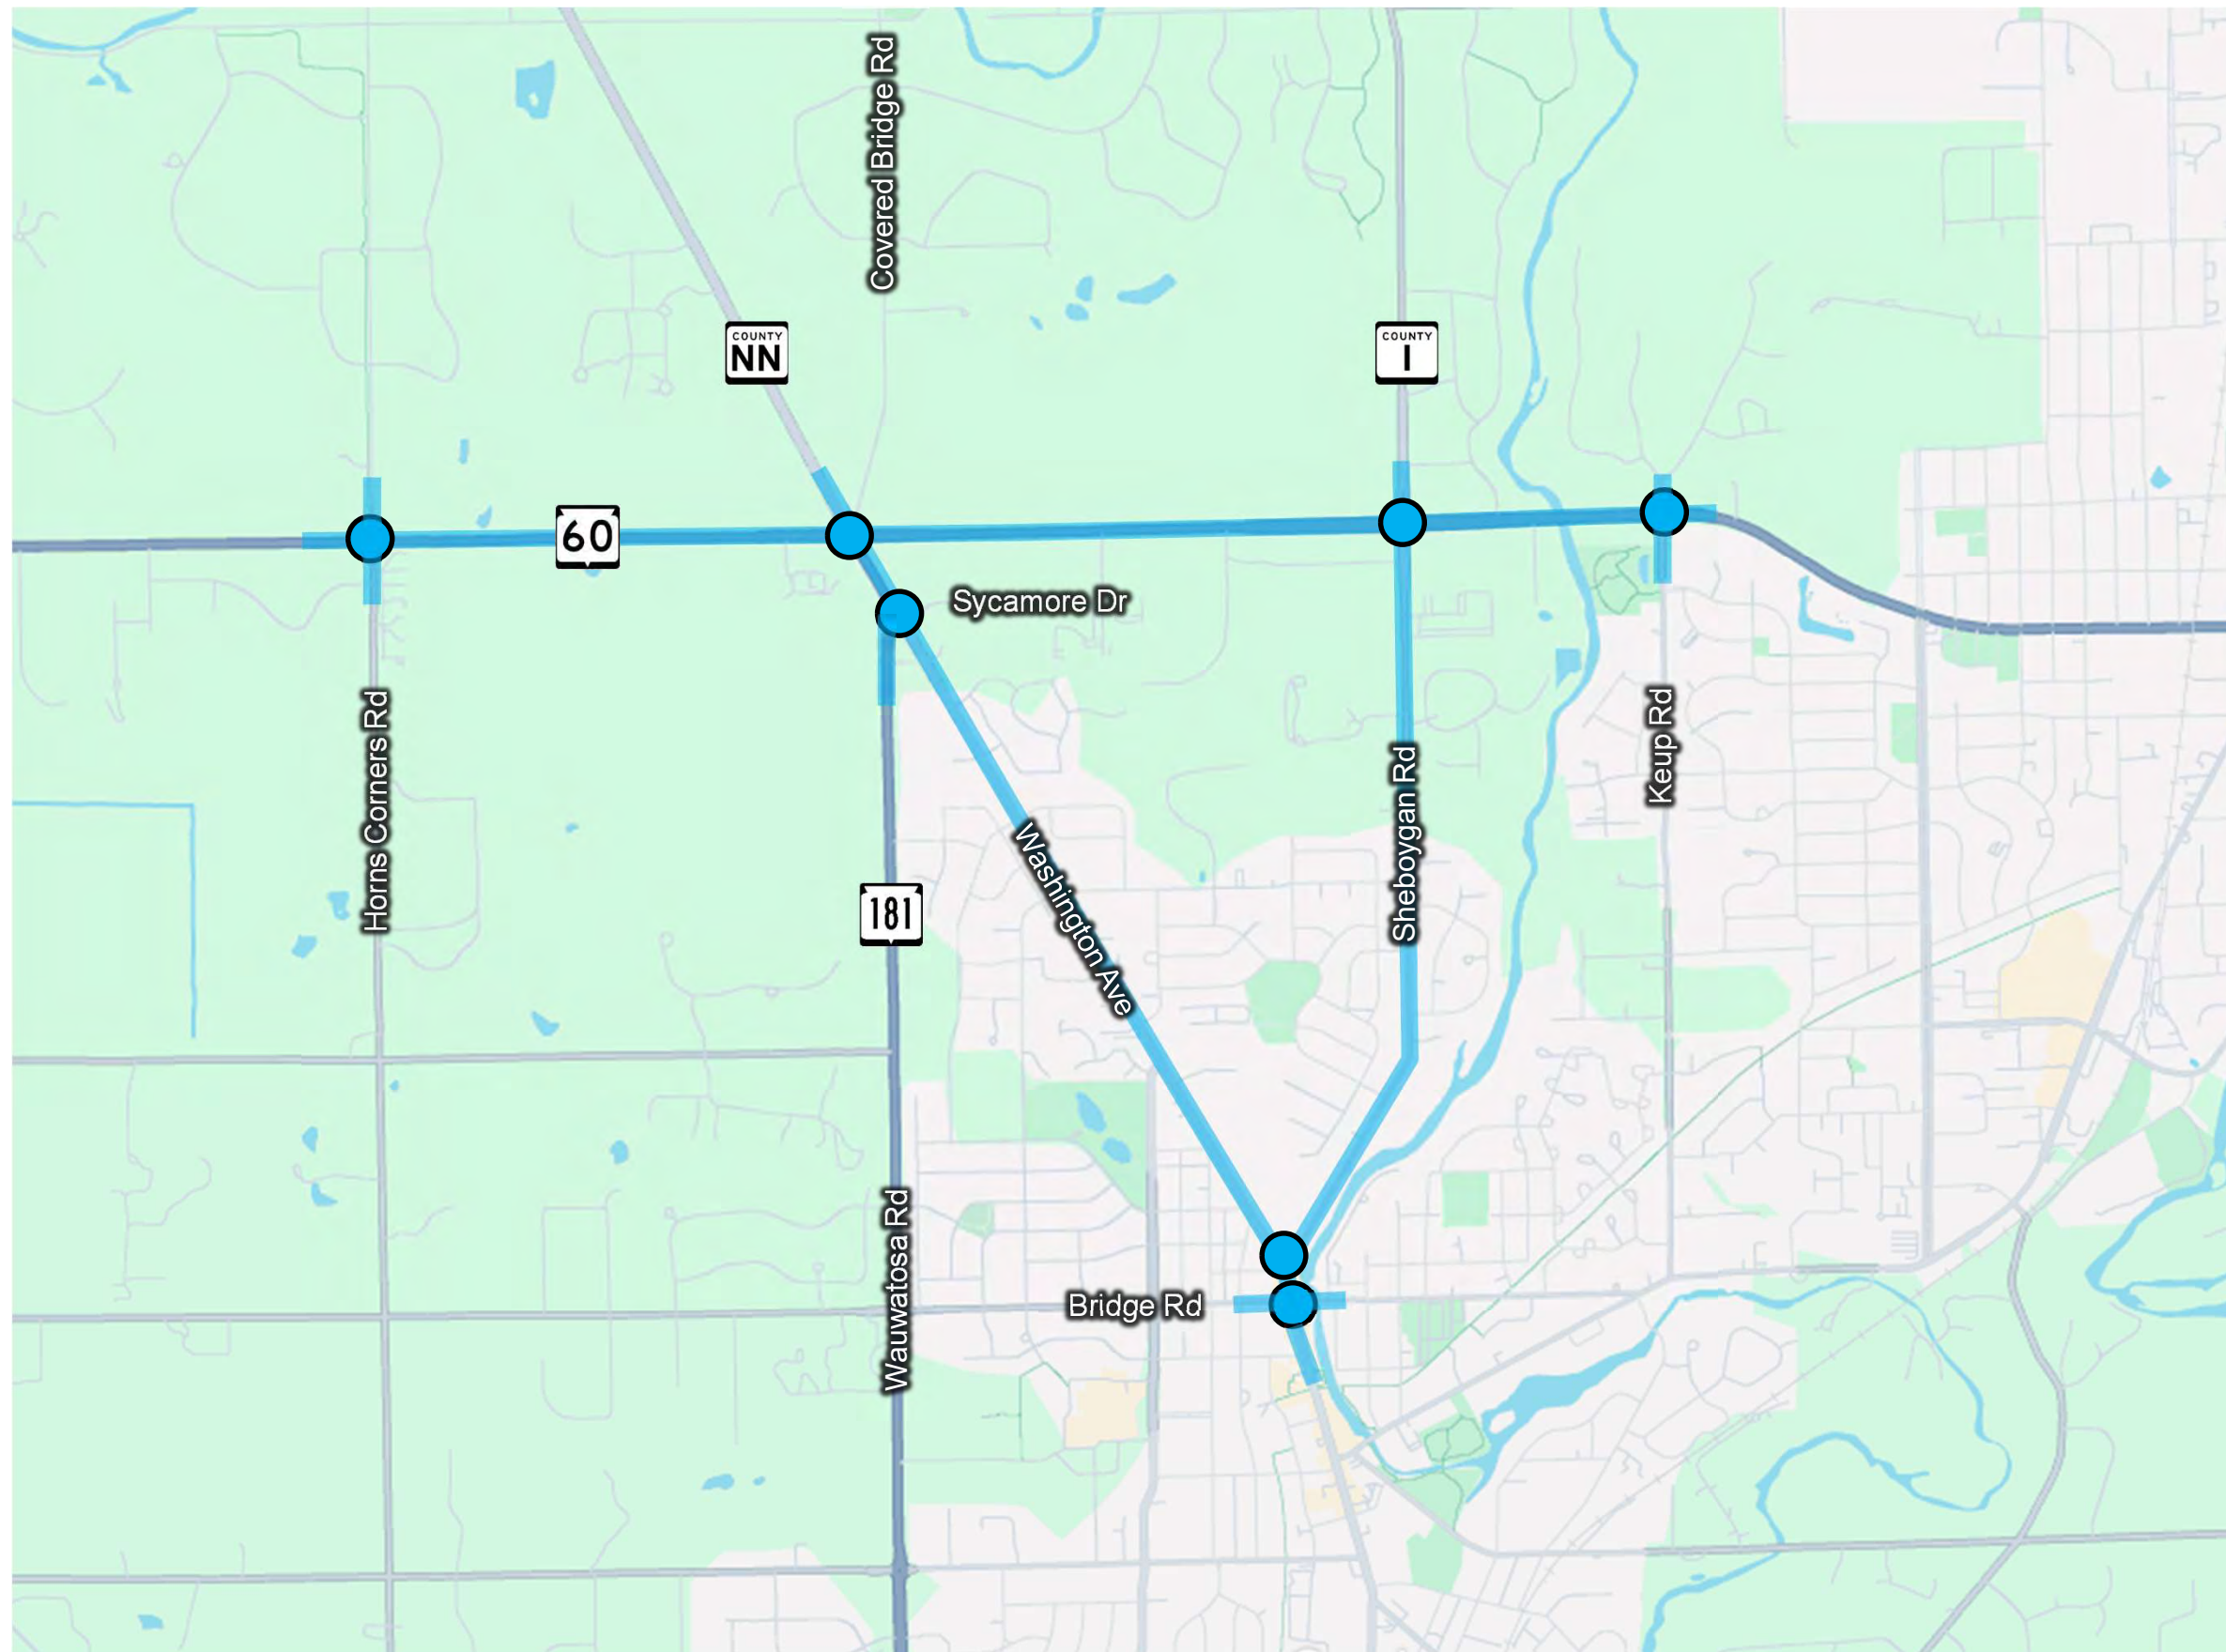 Covered Bridge Rd
COUNTY
NN
COUNTY
I
60
Sycamore Dr
Horns Corners Rd
Keup Rd
Sheboygan Rd
Washington Ave
181
Wauwatosa Rd
Bridge Rd